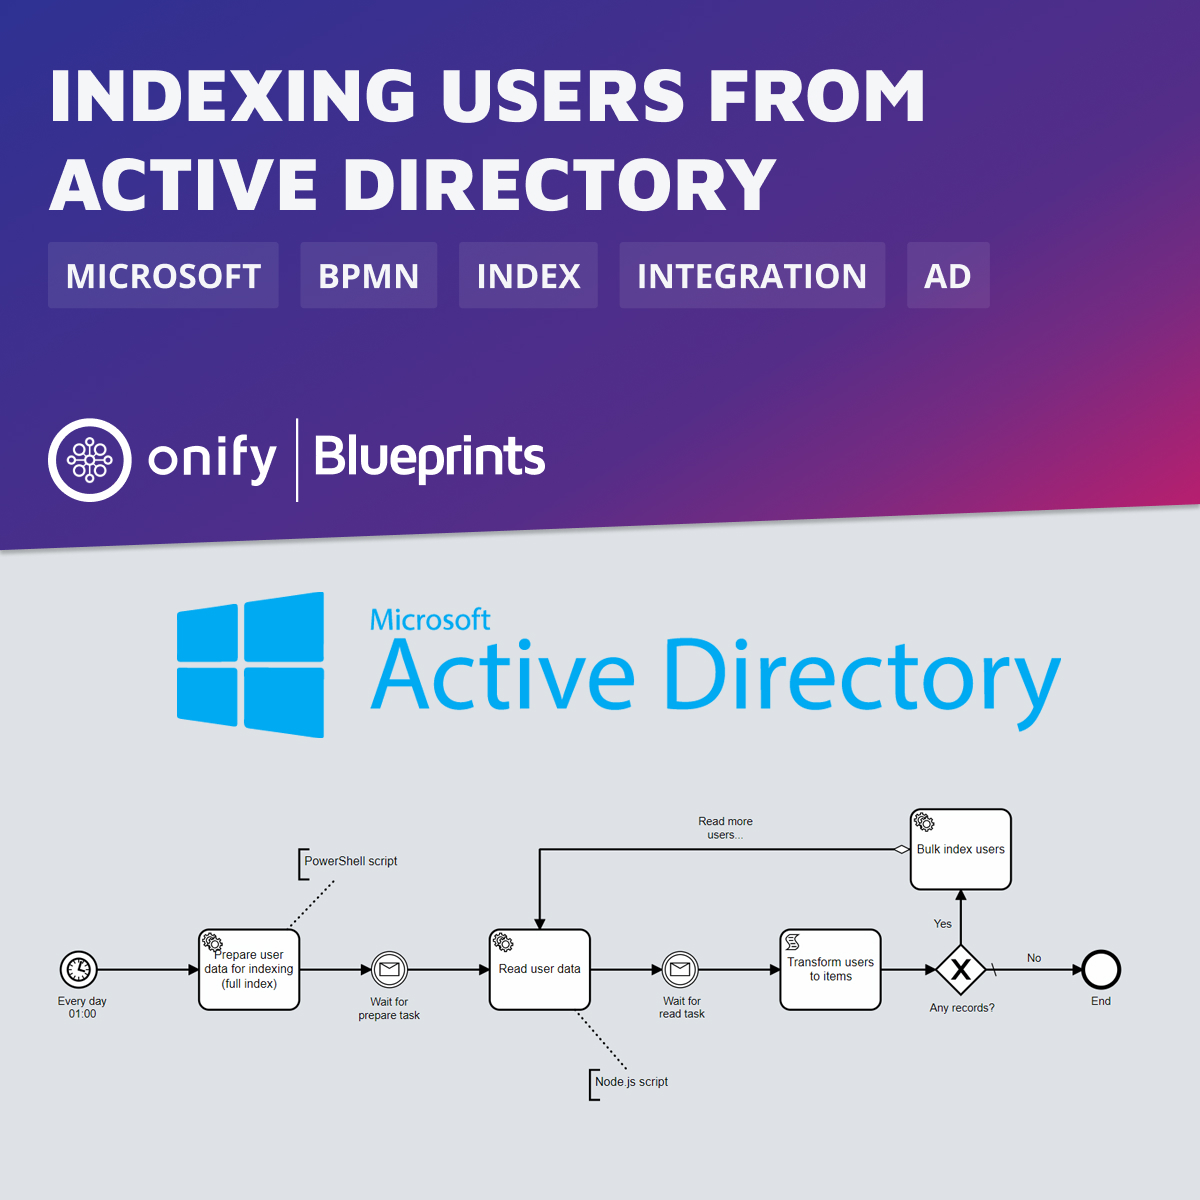 INDEXING USERS FROM
ACTIVE DIRECTORY
MICROSOFT
BPMN
INDEX
INTEGRATION
AD
onify
Blueprints
Microsoft
Active Directory
Read more
users...
Bulk index users
PowerShell script
Yes
Prepare user
data for indexing
(full index)
Read user data
Transform users
to items
No
Every day
01:00
Wait for
prepare task
Wait for
read task
Any records?
End
Node.js script